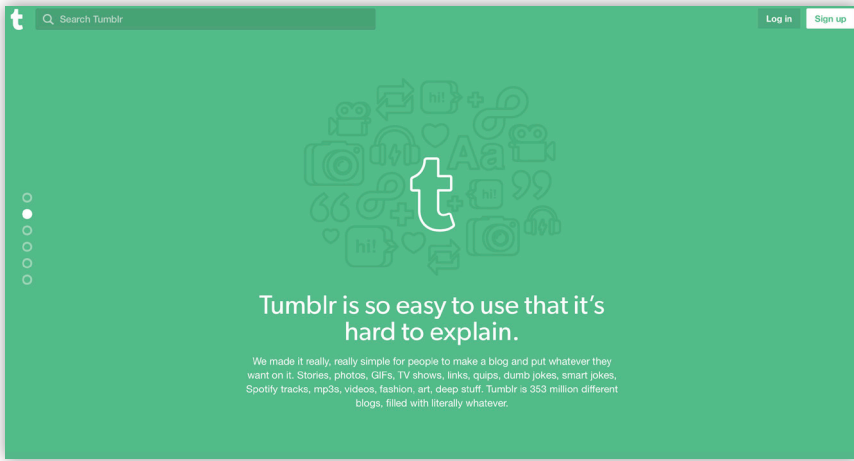 t Search Tumblr Log in Sign up
hi!
Aa
hi!
t
hi!
Tumblr is so easy to use that it's
hard to explain.
We made it really, really simple for people to make a blog and put whatever they
want on it. Stories, photos, GIFs, TV shows, links, quips, dumb jokes, smart jokes,
Spotify tracks, mp3s, videos, fashion, art, deep stuff. Tumblr is 353 million different
blogs, filled with literally whatever.